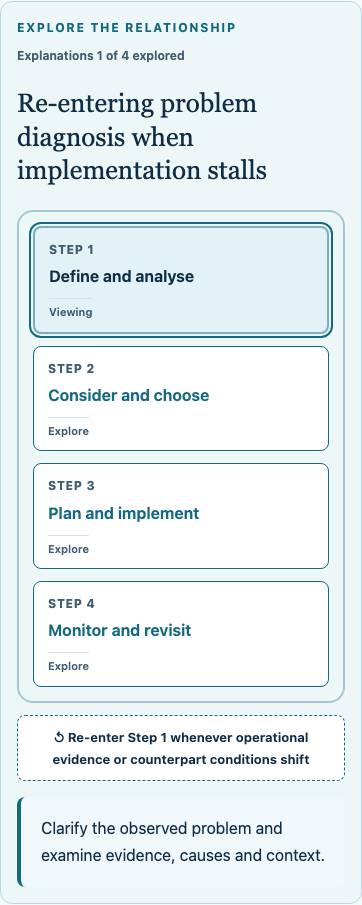 EXPLORE THE RELATIONSHIP
Explanations 1 of 4 explored
Re-entering problem
diagnosis when
implementation stalls
STEP 1
Define and analyse
Viewing
STEP 2
Consider and choose
Explore
STEP 3
Plan and implement
Explore
STEP 4
Monitor and revisit
Explore
↺ Re-enter Step 1 whenever operational
evidence or counterpart conditions shift
Clarify the observed problem and
examine evidence, causes and context.